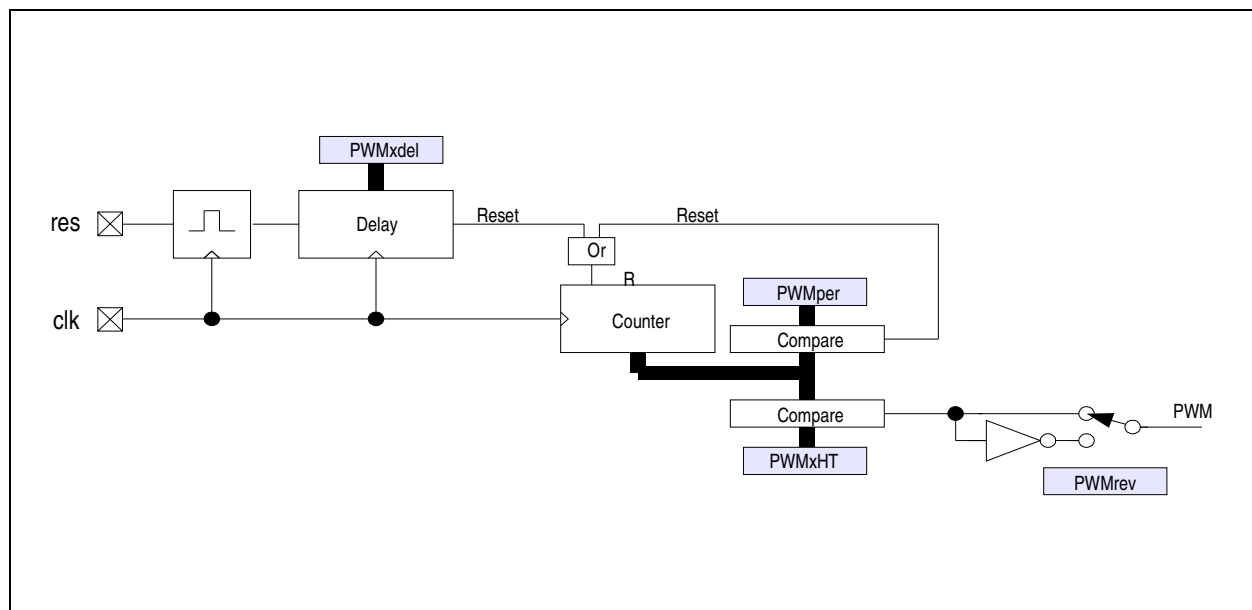 PWMxdel
res
Delay
Reset
Reset
Or
R
clk
Counter
PWMper
Compare
Compare
PWM
PWMxHT
PWMrev